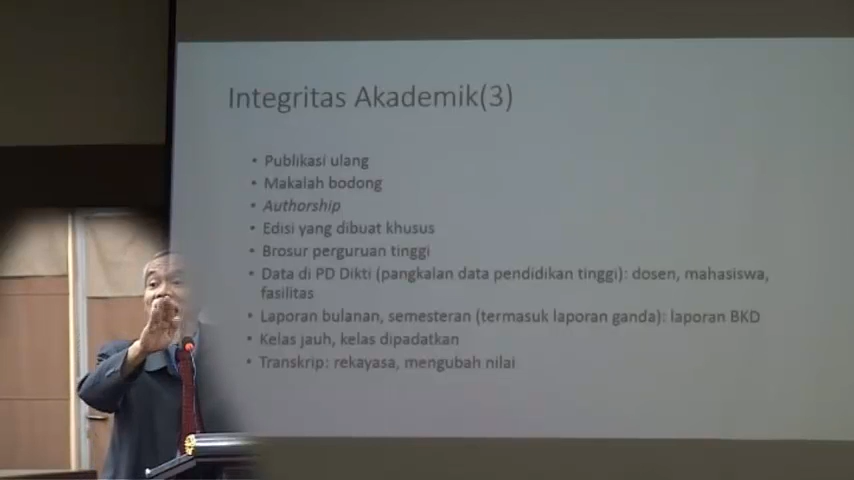 Integritas Akademik(3)
• Publikasi ulang
• Makalah bodong
• Authorship
• Edisi yang dibuat khusus
• Brosur perguruan tinggi
• Data di PD Dikti (pangkalan data pendidikan tinggi): dosen, mahasiswa,
fasilitas
• Laporan bulanan, semesteran (termasuk laporan ganda): laporan BKD
• Kelas jauh, kelas dipadatkan
• Transkrip: rekayasa, mengubah nilai